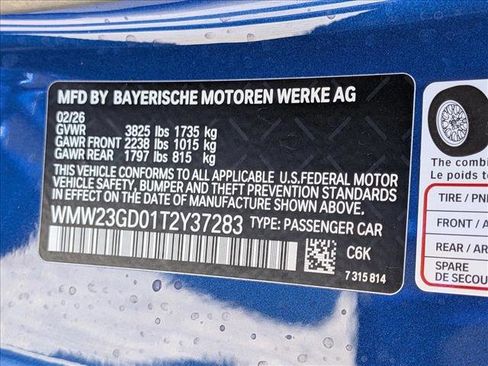 MFD BY BAYERISCHE MOTOREN WERKE AG
02/26
GVWR 3825 lbs 1735 kg
GAWR FRONT 2238 lbs 1015 kg
GAWR REAR 1797 lbs 815 kg
THIS VEHICLE CONFORMS TO ALL APPLICABLE U.S.FEDERAL MOTOR
VEHICLE SAFETY, BUMPER AND THEFT PREVENTION STANDARDS
IN EFFECT ON THE DATE OF MANUFACTURE SHOWN ABOVE.
WMW23GD01T2Y37283 TYPE: PASSENGER CAR
C6K
7 315 814
The combin
Le poids to
TIRE / PN
FRONT / A
REAR / AR
SPARE
DE SECOU